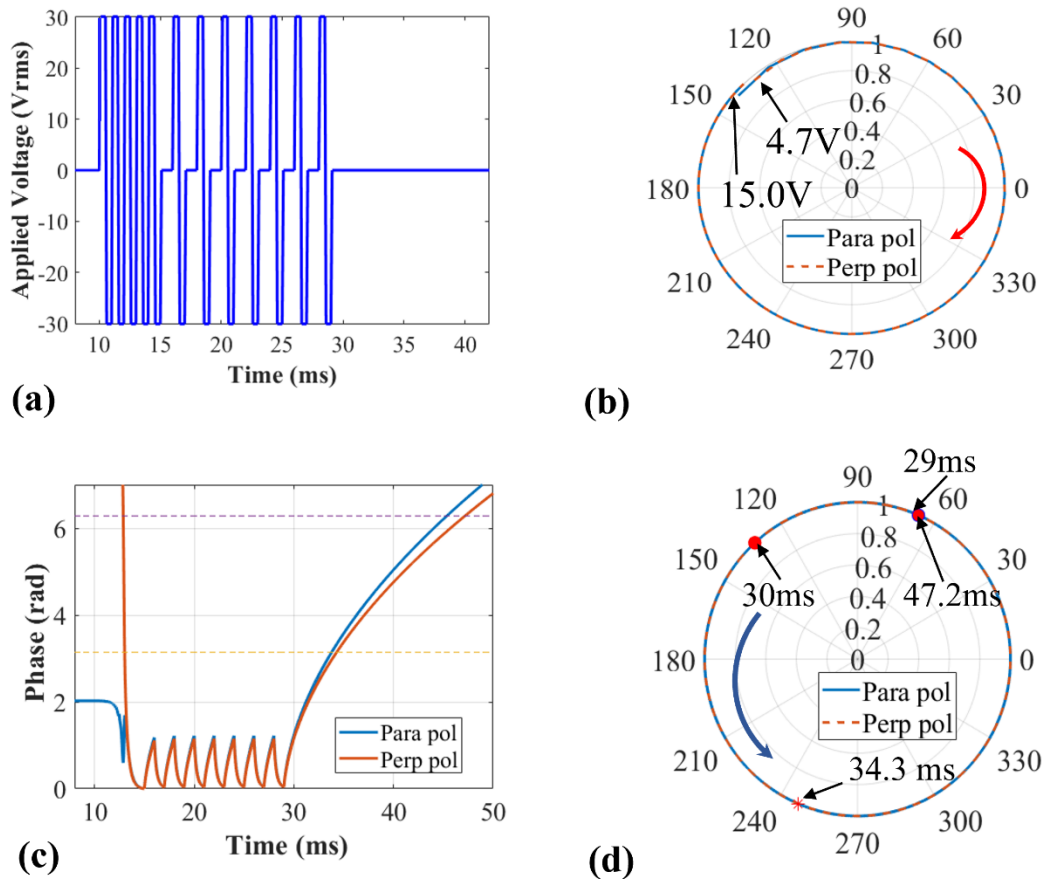 Applied Voltage (Vrms)
30
20
10
0
-10
-20
-30
10 15 20 25 30 35 40
Time (ms)
(a)
90
120 60
150 30
180 0
210 330
240 300
270
1
0.8
0.6
0.4
0.2
0
4.7V
15.0V
Para pol
Perp pol
(b)
Phase (rad)
6
4
2
0
10 20 30 40 50
Time (ms)
Para pol
Perp pol
(c)
29ms
90
120 60
150 30
180 0
210 330
240 300
270
1
0.8
0.6
0.4
0.2
0
30ms
47.2ms
Para pol
Perp pol
34.3 ms
(d)